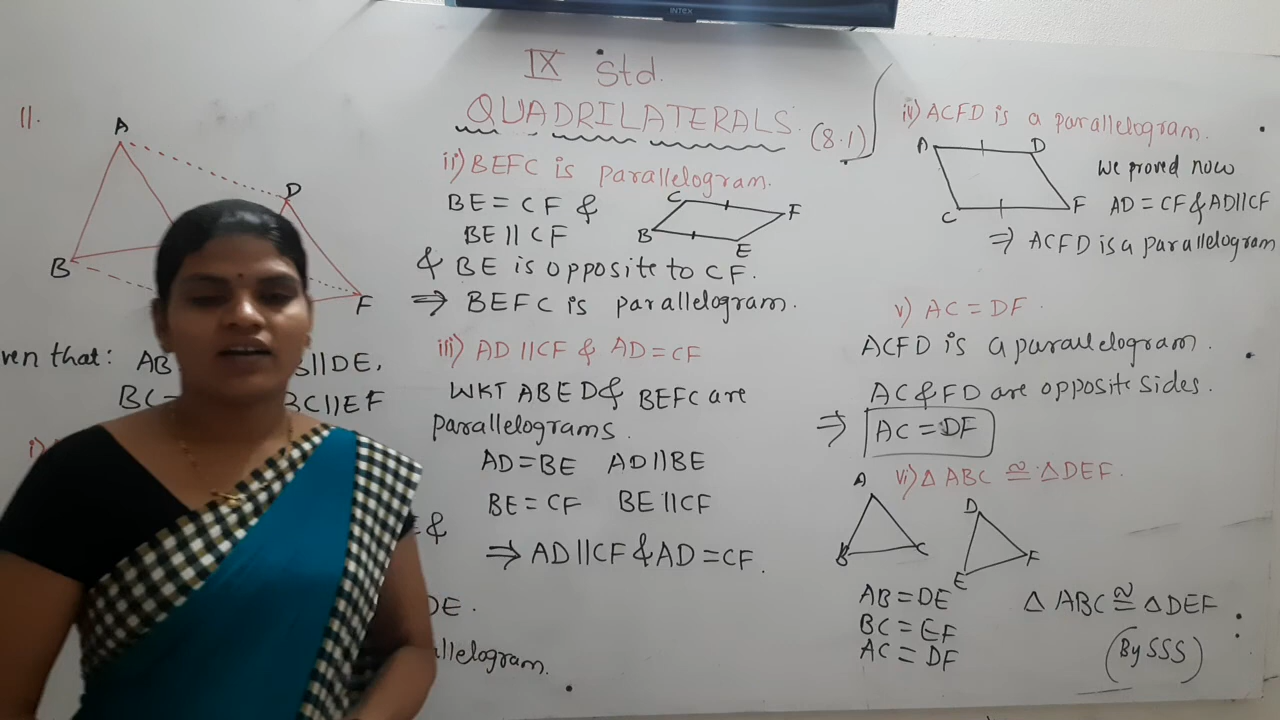 INTEX
IX Std.
QUADRILATERALS. (8.1)
11.
A
D
B
F
ven that: AB ||DE,
BC BC||EF
i)
E &
DE.
allelogram.
ii) BEFC is parallelogram.
BE = CF &
BE || CF
C
F
B
E
& BE is opposite to CF.
⇒ BEFC is parallelogram.
iii) AD || CF & AD = CF
WKT ABED & BEFC are
parallelograms.
AD = BE AD || BE
BE = CF BE || CF
⇒ AD || CF & AD = CF.
iv) ACFD is a parallelogram.
A
D
C
F
We proved now
AD = CF & AD || CF
⇒ ACFD is a parallelogram
v) AC = DF.
ACFD is a parallelogram.
AC & FD are opposite sides.
⇒ AC = DF
vi) △ ABC ≅ △ DEF.
A
B
C
D
E
F
AB = DE
BC = EF
AC = DF
△ ABC ≅ △ DEF
(By SSS)